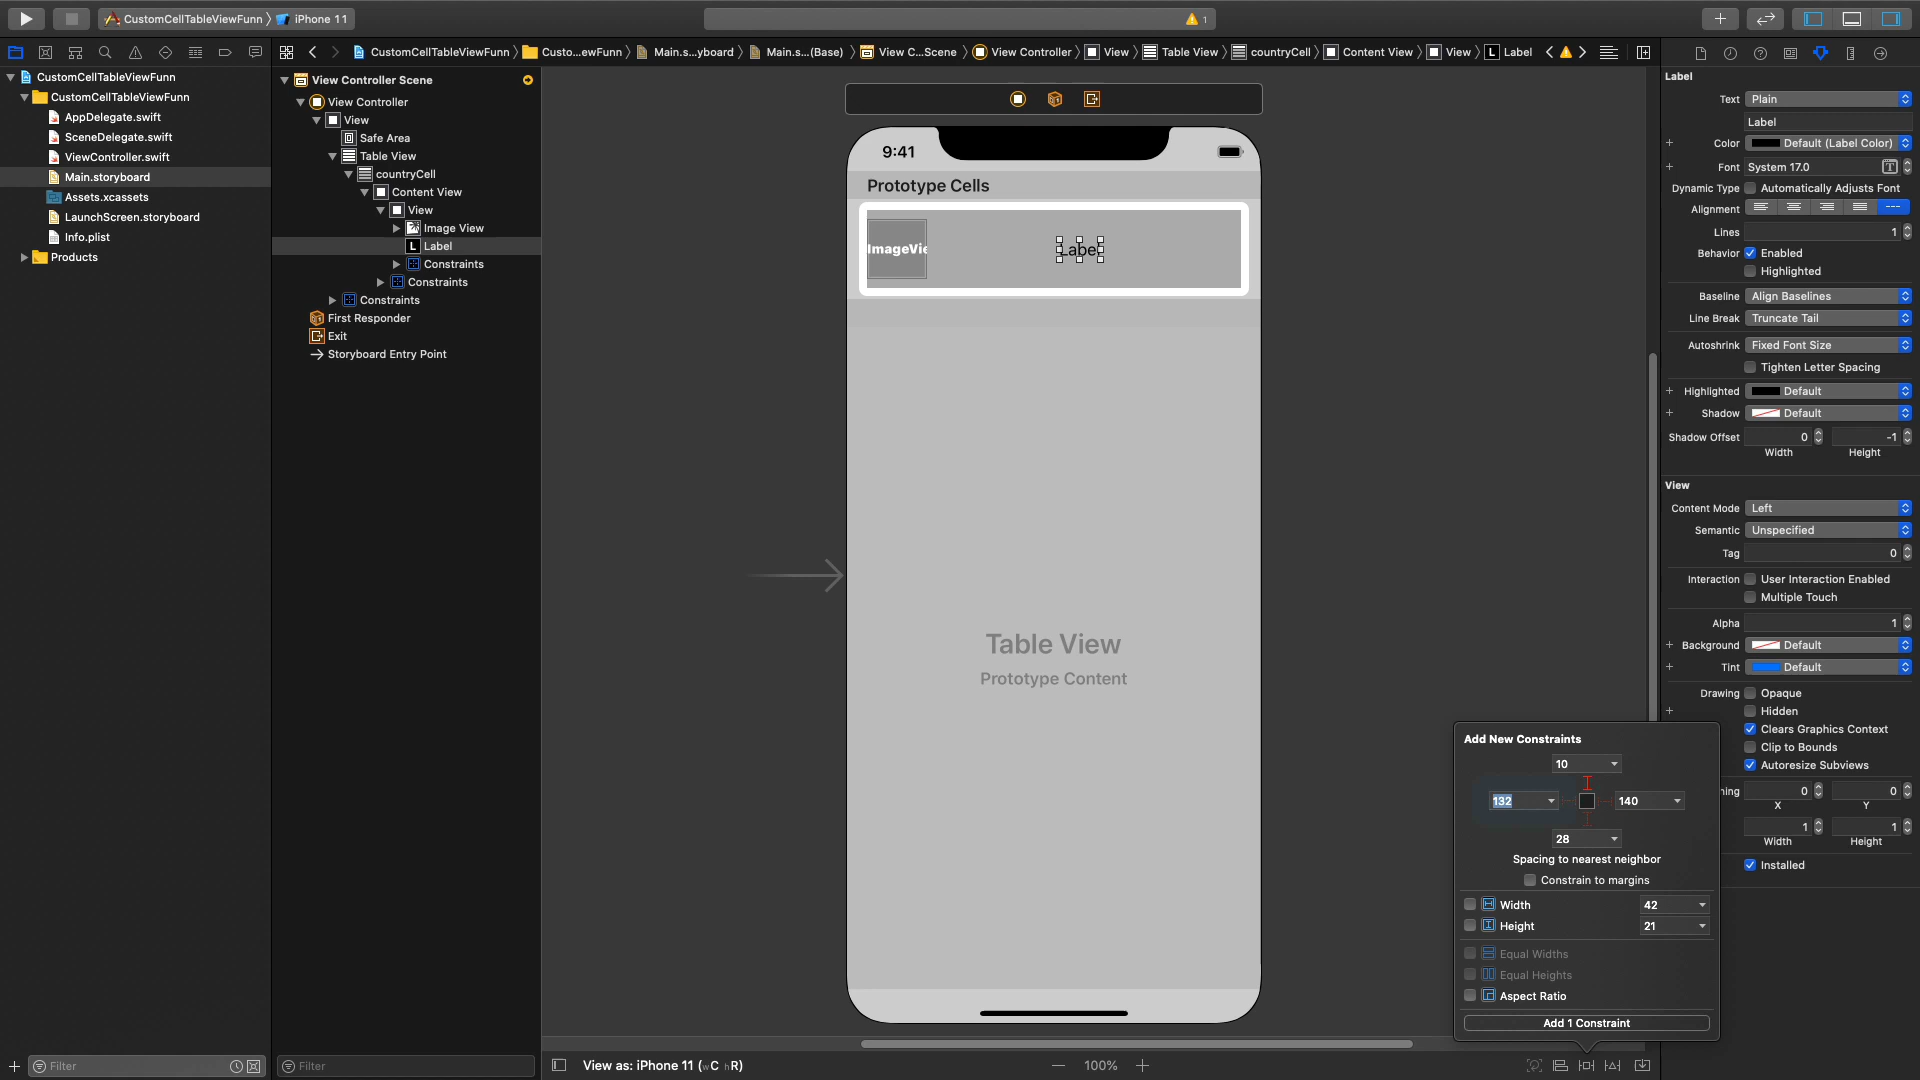 CustomCellTableViewFunn
iPhone 11
1
CustomCellTableViewFunn
Custo...ewFunn
Main.s...yboard
Main.s...(Base)
View C...Scene
View Controller
View
Table View
countryCell
Content View
View
L
Label
CustomCellTableViewFunn
CustomCellTableViewFunn
AppDelegate.swift
SceneDelegate.swift
ViewController.swift
Main.storyboard
Assets.xcassets
LaunchScreen.storyboard
Info.plist
Products
Filter
View Controller Scene
View Controller
View
Safe Area
Table View
countryCell
Content View
View
Image View
L
Label
Constraints
Constraints
Constraints
First Responder
Exit
Storyboard Entry Point
Filter
9:41
Prototype Cells
ImageVie
Label
Table View
Prototype Content
View as: iPhone 11 (wC hR)
100%
Label
Text Plain
Label
Color Default (Label Color)
Font System 17.0
Dynamic Type Automatically Adjusts Font
Alignment
Lines 1
Behavior Enabled
Highlighted
Baseline Align Baselines
Line Break Truncate Tail
Autoshrink Fixed Font Size
Tighten Letter Spacing
Highlighted Default
Shadow Default
Shadow Offset 0 -1
Width Height
View
Content Mode Left
Semantic Unspecified
Tag 0
Interaction User Interaction Enabled
Multiple Touch
Alpha 1
Background Default
Tint Default
Drawing Opaque
Hidden
Clears Graphics Context
Clip to Bounds
Autoresize Subviews
ning 0 0
X Y
1 1
Width Height
Installed
Add New Constraints
10
132
140
28
Spacing to nearest neighbor
Constrain to margins
Width 42
Height 21
Equal Widths
Equal Heights
Aspect Ratio
Add 1 Constraint